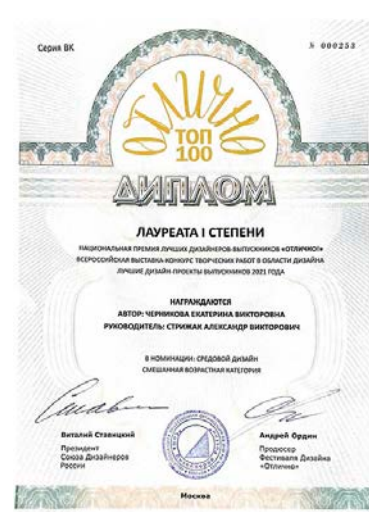 Серия ВК
№ 000253
ОТЛИЧНО
ТОП
100
ДИПЛОМ
ЛАУРЕАТА I СТЕПЕНИ
НАЦИОНАЛЬНАЯ ПРЕМИЯ ЛУЧШИХ ДИЗАЙНЕРОВ-ВЫПУСКНИКОВ «ОТЛИЧНО!»
ВСЕРОССИЙСКАЯ ВЫСТАВКА-КОНКУРС ТВОРЧЕСКИХ РАБОТ В ОБЛАСТИ ДИЗАЙНА
ЛУЧШИЕ ДИЗАЙН-ПРОЕКТЫ ВЫПУСКНИКОВ 2021 ГОДА
НАГРАЖДАЮТСЯ
АВТОР: ЧЕРНИКОВА ЕКАТЕРИНА ВИКТОРОВНА
РУКОВОДИТЕЛЬ: СТРИЖАК АЛЕКСАНДР ВИКТОРОВИЧ
В НОМИНАЦИИ: СРЕДОВОЙ ДИЗАЙН
СМЕШАННАЯ ВОЗРАСТНАЯ КАТЕГОРИЯ
Виталий Ставицкий
Президент
Союза Дизайнеров
России
Андрей Ордин
Продюсер
Фестиваля Дизайна
«Отлично»
Москва